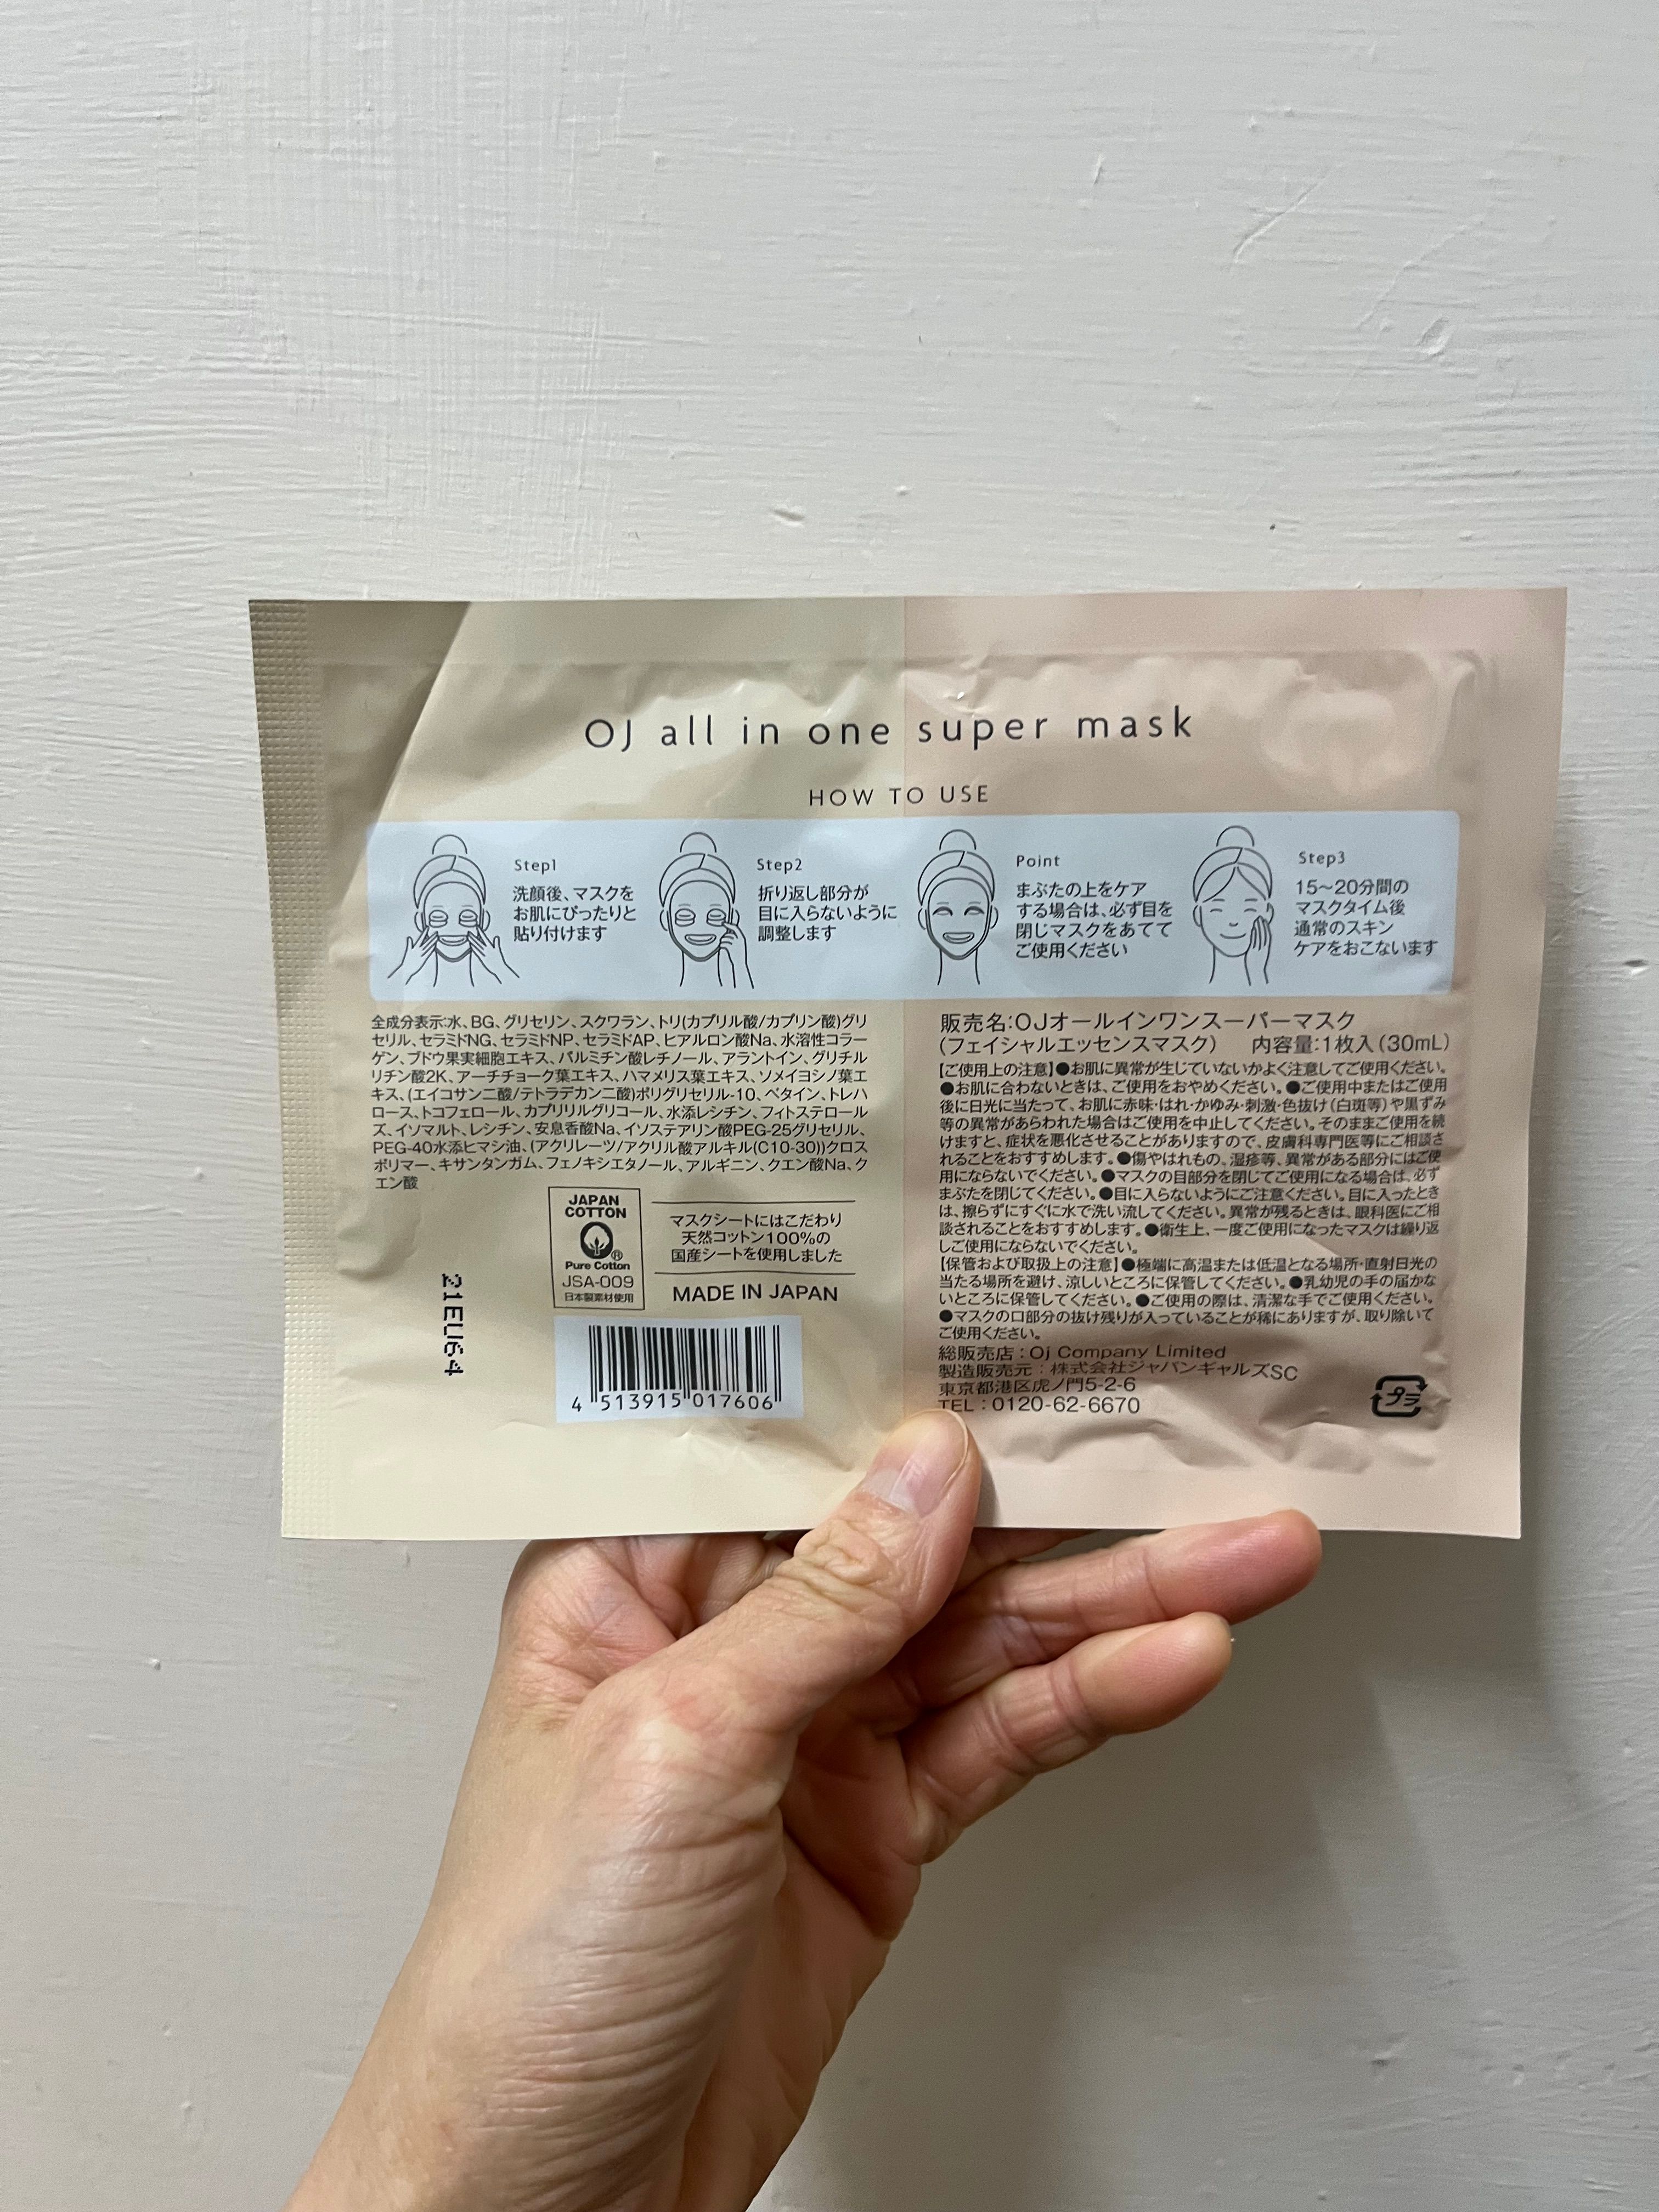 OJ all in one super mask
HOW TO USE
Step1
洗顔後、マスクを
お肌にぴったりと
貼り付けます
Step2
折り返し部分が
目に入らないように
調整します
Point
まぶたの上をケア
する場合は、必ず目を
閉じマスクをあてて
ご使用ください
Step3
15〜20分間の
マスクタイム後
通常のスキン
ケアをおこないます
全成分表示:水、BG、グリセリン、スクワラン、トリ(カプリル酸/カプリン酸)グリ
セリル、セラミドNG、セラミドNP、セラミドAP、ヒアルロン酸Na、水溶性コラー
ゲン、ブドウ果実細胞エキス、パルミチン酸レチノール、アラントイン、グリチル
リチン酸2K、アーチチョーク葉エキス、ハマメリス葉エキス、ソメイヨシノ葉エ
キス、(エイコサン二酸/テトラデカン二酸)ポリグリセリル-10、ベタイン、トレハ
ロース、トコフェロール、カプリリルグリコール、水添レシチン、フィトステロール
ズ、イソマルト、レシチン、安息香酸Na、イソステアリン酸PEG-25グリセリル、
PEG-40水添ヒマシ油、(アクリレーツ/アクリル酸アルキル(C10-30))クロス
ポリマー、キサンタンガム、フェノキシエタノール、アルギニン、クエン酸Na、ク
エン酸
JAPAN
COTTON
®
Pure Cotton
JSA-009
日本製素材使用
マスクシートにはこだわり
天然コットン100%の
国産シートを使用しました
MADE IN JAPAN
21EU64
4 513915 017606
販売名:OJオールインワンスーパーマスク
(フェイシャルエッセンスマスク) 内容量:1枚入(30mL)
【ご使用上の注意】●お肌に異常が生じていないかよく注意してご使用ください。
●お肌に合わないときは、ご使用をおやめください。●ご使用中またはご使用
後に日光に当たって、お肌に赤味・はれ・かゆみ・刺激・色抜け(白斑等)や黒ずみ
等の異常があらわれた場合はご使用を中止してください。そのままご使用を続
けますと、症状を悪化させることがありますので、皮膚科専門医等にご相談さ
れることをおすすめします。●傷やはれもの、湿疹等、異常がある部分にはご使
用にならないでください。●マスクの目部分を閉じてご使用になる場合は、必ず
まぶたを閉じてください。●目に入らないようにご注意ください。目に入ったとき
は、擦らずにすぐに水で洗い流してください。異常が残るときは、眼科医にご相
談されることをおすすめします。●衛生上、一度ご使用になったマスクは繰り返
しご使用にならないでください。
【保管および取扱上の注意】●極端に高温または低温となる場所・直射日光の
当たる場所を避け、涼しいところに保管してください。●乳幼児の手の届かな
いところに保管してください。●ご使用の際は、清潔な手でご使用ください。
●マスクの口部分の抜け残りが入っていることが稀にありますが、取り除いて
ご使用ください。
総販売店:Oj Company Limited
製造販売元:株式会社ジャパンギャルズSC
東京都港区虎ノ門5-2-6
TEL:0120-62-6670
プラ